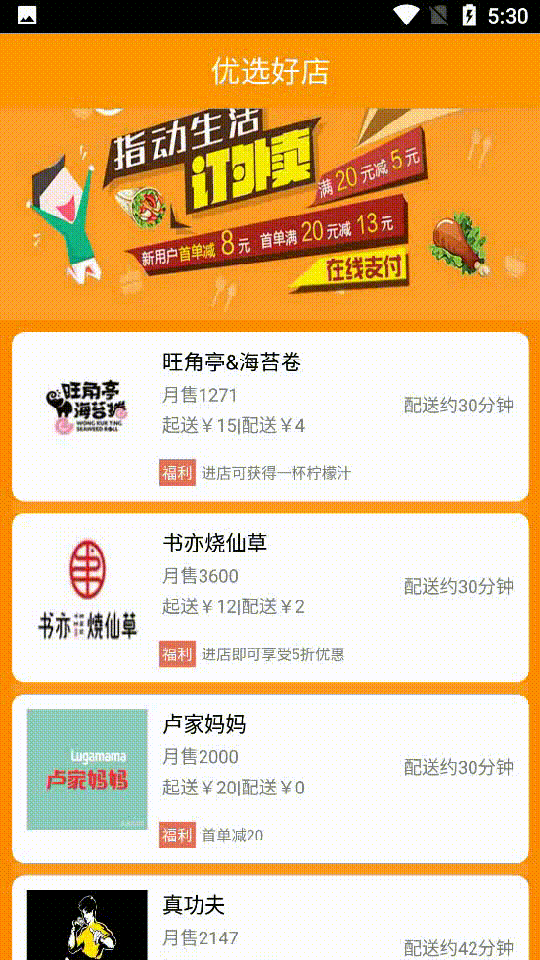 5:30
优选好店
指动生活
订外卖
满20元减5元
新用户首单减8元 首单满20元减13元
在线支付
旺角亭&海苔卷
旺角亭
海苔卷
WONG KUK TING
SEAWEED ROLL
月售1271
配送约30分钟
起送￥15|配送￥4
福利 进店可获得一杯柠檬汁
书亦烧仙草
月售3600
配送约30分钟
起送￥12|配送￥2
书亦燒仙草
福利 进店即可享受5折优惠
卢家妈妈
Lugamama
卢家妈妈
月售2000
配送约30分钟
起送￥20|配送￥0
福利 首单减20
真功夫
月售2147
配送约42分钟